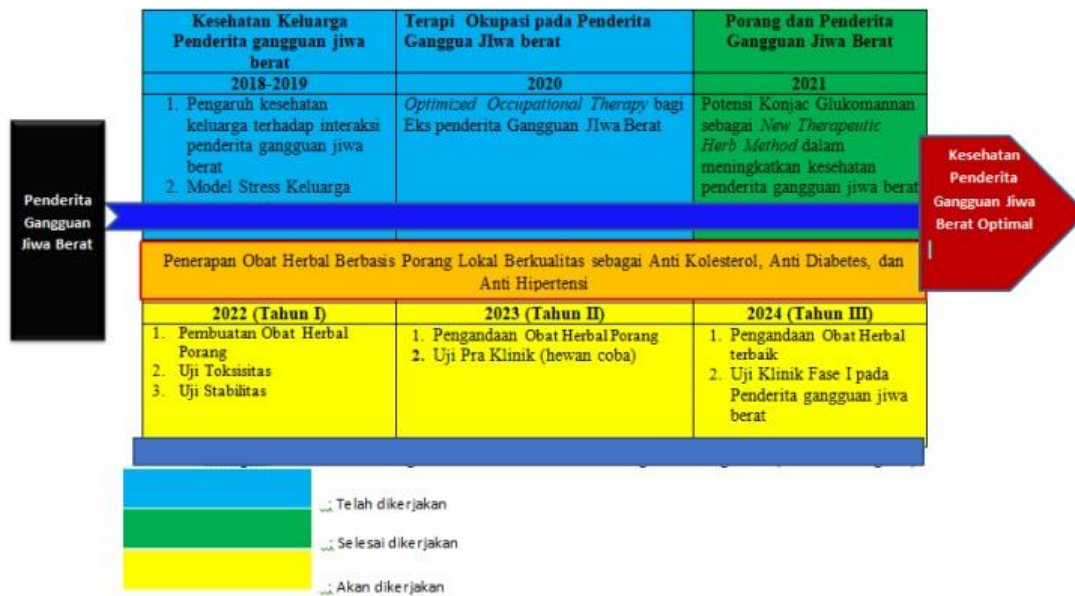 Kesehatan Keluarga
Penderita gangguan jiwa
berat
Terapi Okupasi pada Penderita
Ganggua JIwa berat
Porang dan Penderita
Gangguan Jiwa Berat
2018-2019
2020
2021
1. Pengaruh kesehatan
keluarga terhadap interaksi
penderita gangguan jiwa
berat
2. Model Stress Keluarga
Optimized Occupational Therapy bagi
Eks penderita Gangguan JIwa Berat
Potensi Konjac Glukomannan
sebagai New Therapeutic
Herb Method dalam
meningkatkan kesehatan
penderita gangguan jiwa berat
Penderita
Gangguan
Jiwa Berat
Kesehatan
Penderita
Gangguan Jiwa
Berat Optimal
Penerapan Obat Herbal Berbasis Porang Lokal Berkualitas sebagai Anti Kolesterol, Anti Diabetes, dan
Anti Hipertensi
2022 (Tahun I)
2023 (Tahun II)
2024 (Tahun III)
1. Pembuatan Obat Herbal
Porang
2. Uji Toksisitas
3. Uji Stabilitas
1. Pengandaan Obat Herbal Porang
2. Uji Pra Klinik (hewan coba)
1. Pengandaan Obat Herbal
terbaik
2. Uji Klinik Fase I pada
Penderita gangguan jiwa
berat
..: Telah dikerjakan
..: Selesai dikerjakan
..: Akan dikerjakan